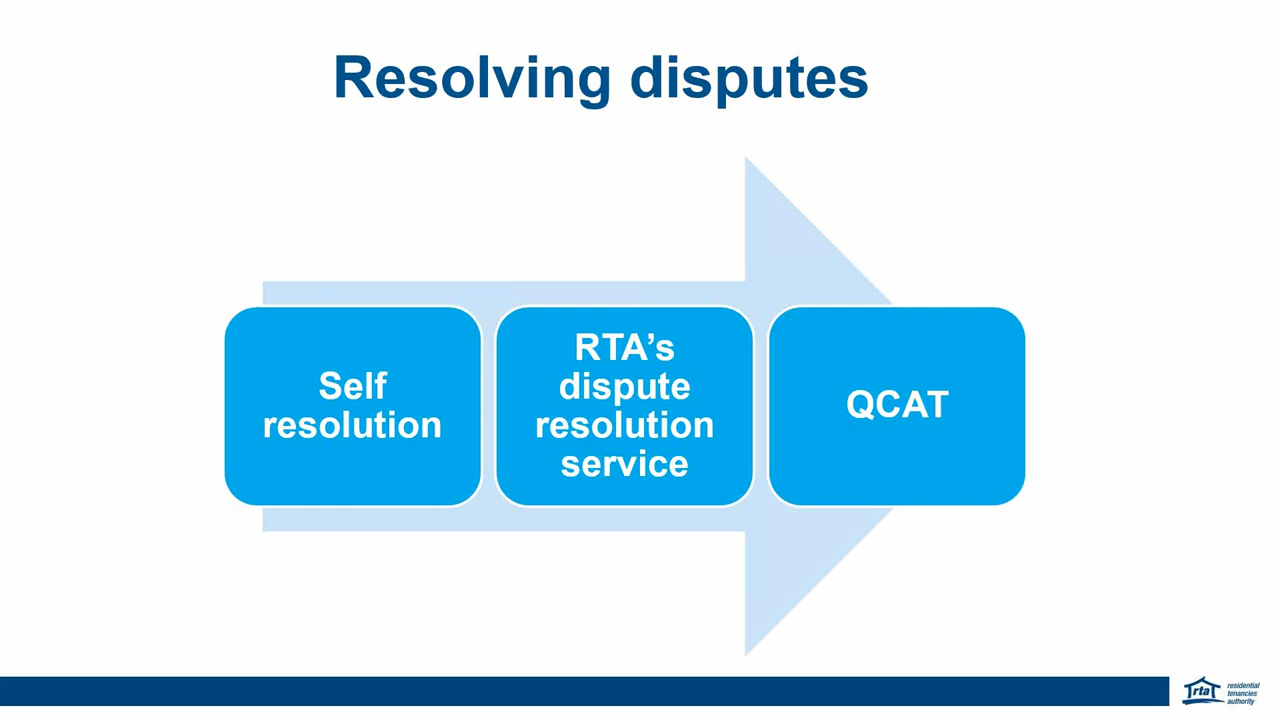 Resolving disputes
Self
resolution
RTA’s
dispute
resolution
service
QCAT
rta
residential
tenancies
authority